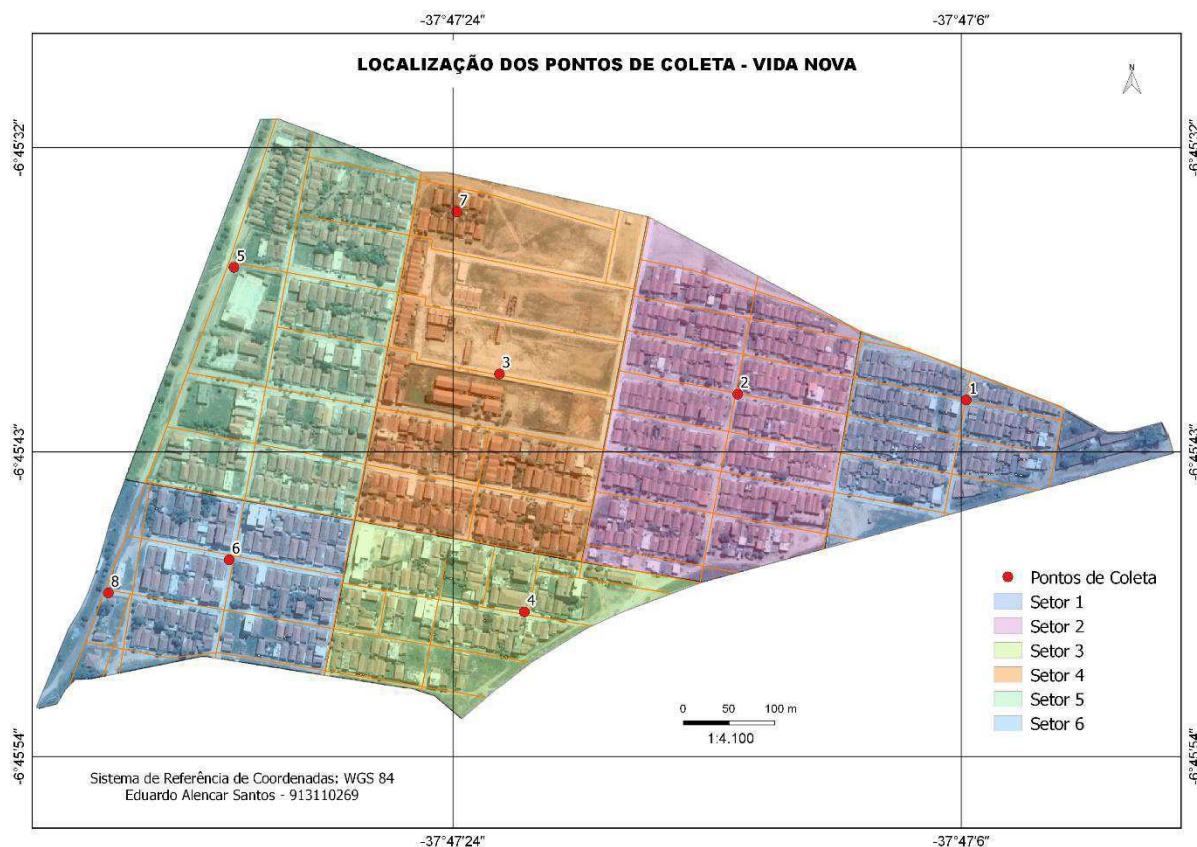 -37°47'24" -37°47'6"
LOCALIZAÇÃO DOS PONTOS DE COLETA - VIDA NOVA
N
-6°45'32" -6°45'32"
7
5
3
2
1
-6°45'43" -6°45'43"
6
8
4
Pontos de Coleta
Setor 1
Setor 2
Setor 3
Setor 4
Setor 5
Setor 6
0 50 100 m
1:4.100
-6°45'54" -6°45'54"
Sistema de Referência de Coordenadas: WGS 84
Eduardo Alencar Santos - 913110269
-37°47'24" -37°47'6"